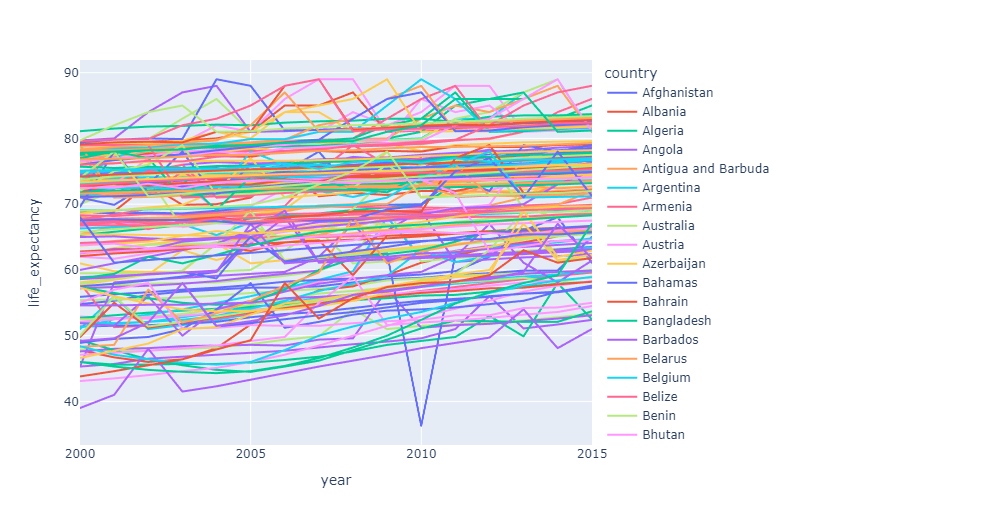 90
80
70
60
50
40
life_expectancy
2000
2005
2010
2015
year
country
Afghanistan
Albania
Algeria
Angola
Antigua and Barbuda
Argentina
Armenia
Australia
Austria
Azerbaijan
Bahamas
Bahrain
Bangladesh
Barbados
Belarus
Belgium
Belize
Benin
Bhutan